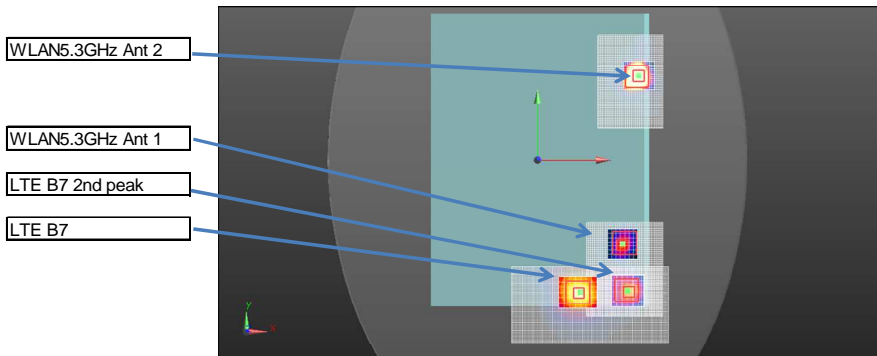 WLAN5.3GHz Ant 2
WLAN5.3GHz Ant 1
LTE B7 2nd peak
LTE B7
y
x